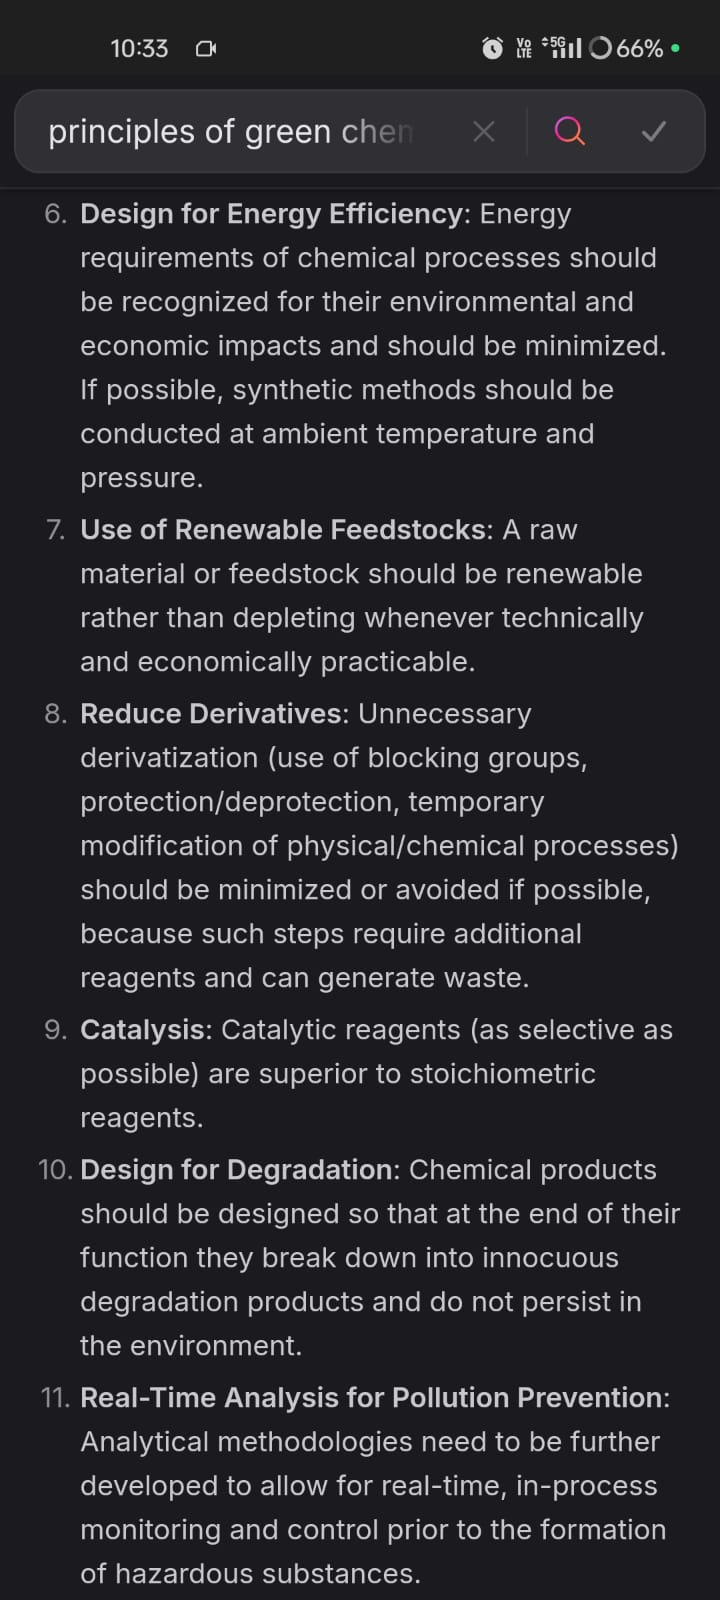 10:33
Vo
LTE
5G
66%
principles of green chem
6. Design for Energy Efficiency: Energy
requirements of chemical processes should
be recognized for their environmental and
economic impacts and should be minimized.
If possible, synthetic methods should be
conducted at ambient temperature and
pressure.
7. Use of Renewable Feedstocks: A raw
material or feedstock should be renewable
rather than depleting whenever technically
and economically practicable.
8. Reduce Derivatives: Unnecessary
derivatization (use of blocking groups,
protection/deprotection, temporary
modification of physical/chemical processes)
should be minimized or avoided if possible,
because such steps require additional
reagents and can generate waste.
9. Catalysis: Catalytic reagents (as selective as
possible) are superior to stoichiometric
reagents.
10. Design for Degradation: Chemical products
should be designed so that at the end of their
function they break down into innocuous
degradation products and do not persist in
the environment.
11. Real-Time Analysis for Pollution Prevention:
Analytical methodologies need to be further
developed to allow for real-time, in-process
monitoring and control prior to the formation
of hazardous substances.